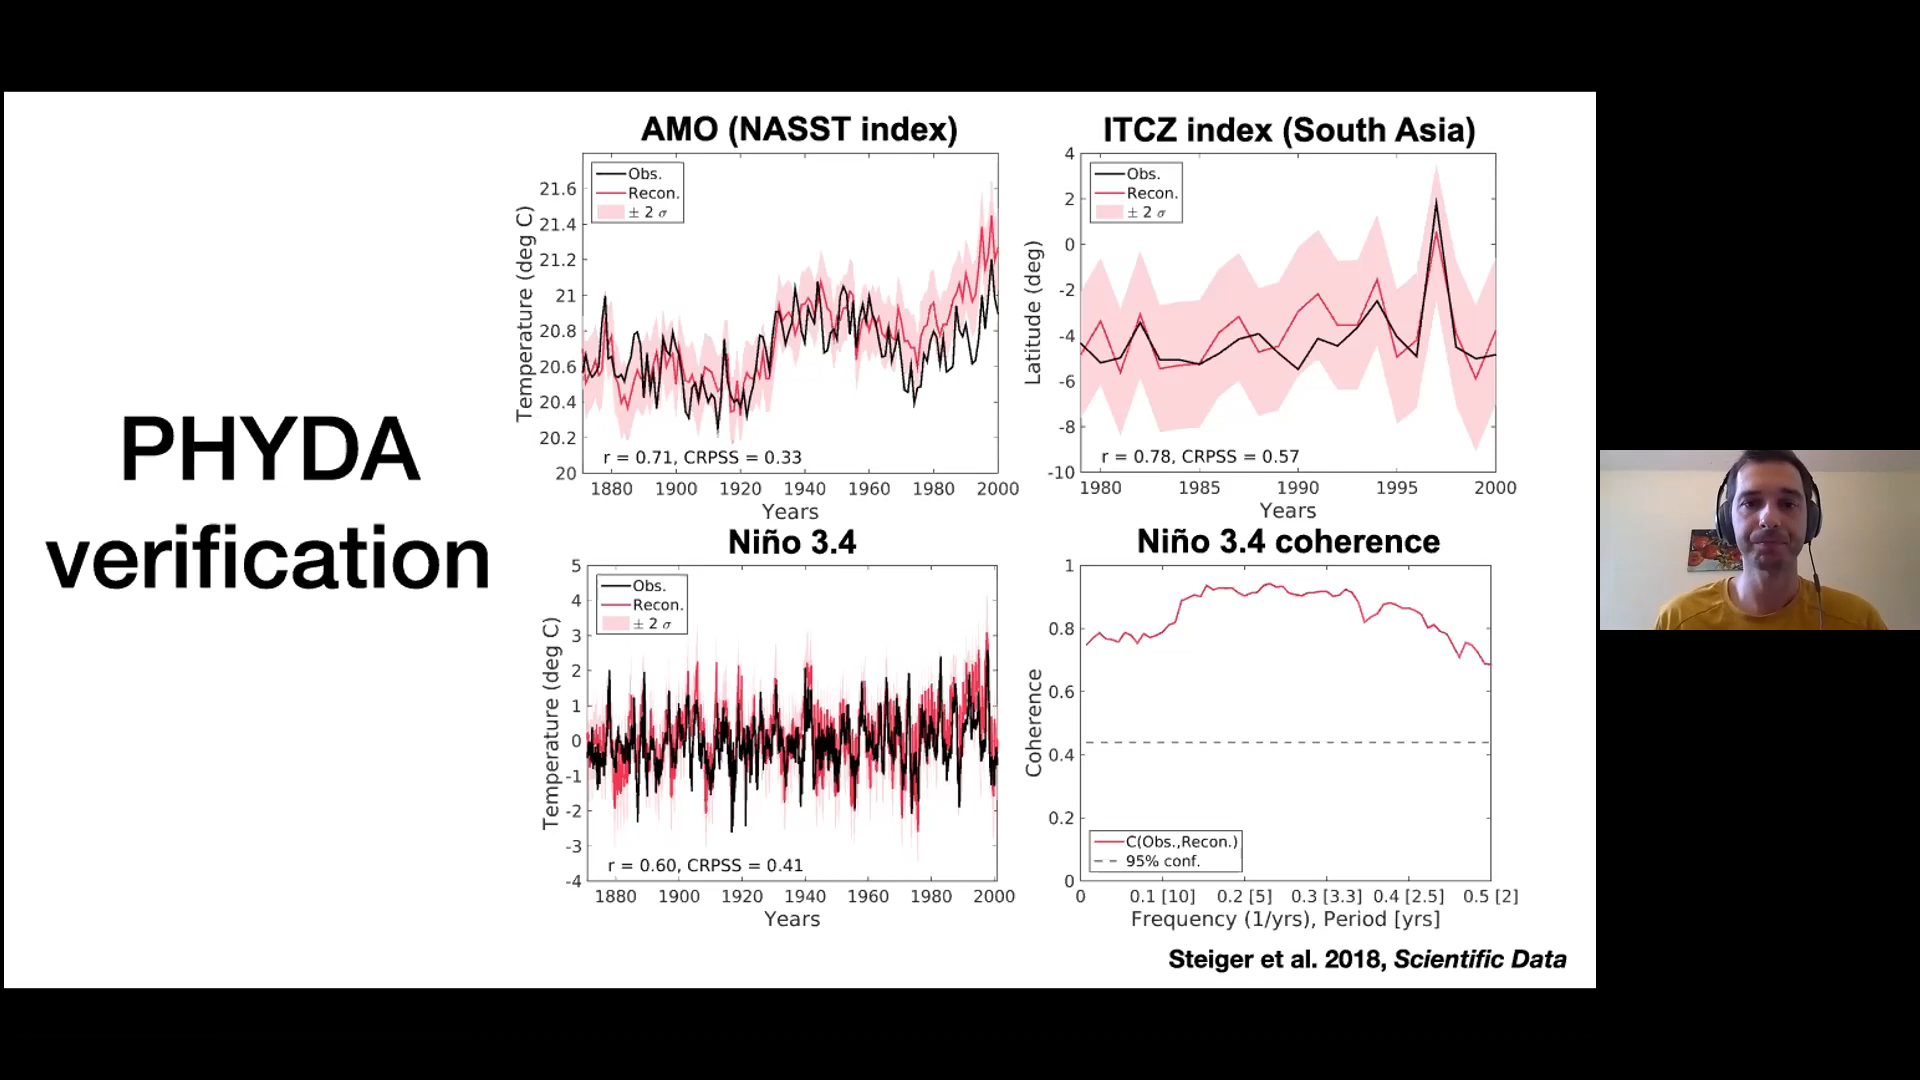 PHYDA
verification
AMO (NASST index)
Obs.
Recon.
± 2 σ
Temperature (deg C)
21.6
21.4
21.2
21
20.8
20.6
20.4
20.2
20
r = 0.71, CRPSS = 0.33
1880 1900 1920 1940 1960 1980 2000
Years
ITCZ index (South Asia)
Obs.
Recon.
± 2 σ
Latitude (deg)
4
2
0
-2
-4
-6
-8
-10
r = 0.78, CRPSS = 0.57
1980 1985 1990 1995 2000
Years
Niño 3.4
Obs.
Recon.
± 2 σ
Temperature (deg C)
5
4
3
2
1
0
-1
-2
-3
-4
r = 0.60, CRPSS = 0.41
1880 1900 1920 1940 1960 1980 2000
Years
Niño 3.4 coherence
Coherence
1
0.8
0.6
0.4
0.2
0
C(Obs.,Recon.)
95% conf.
0 0.1 [10] 0.2 [5] 0.3 [3.3] 0.4 [2.5] 0.5 [2]
Frequency (1/yrs), Period [yrs]
Steiger et al. 2018, Scientific Data